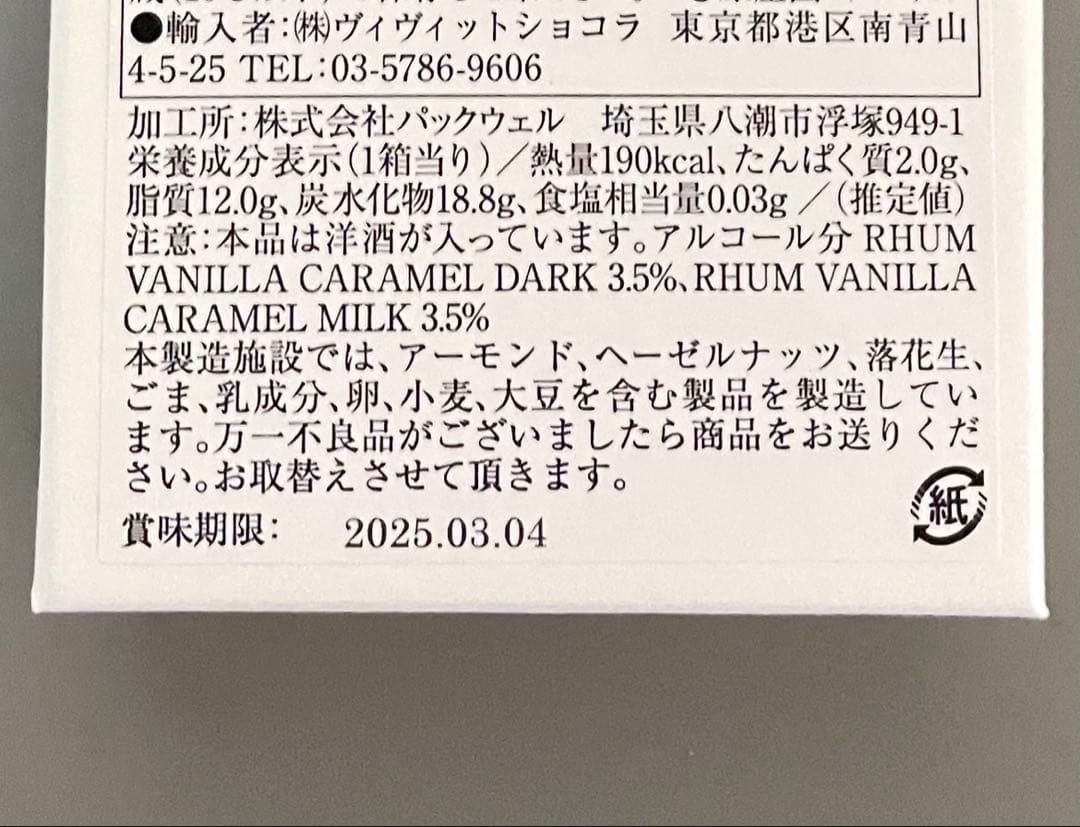 ●輸入者:㈱ヴィヴィットショコラ　東京都港区南青山
4-5-25 TEL:03-5786-9606
加工所:株式会社パックウェル　埼玉県八潮市浮塚949-1
栄養成分表示(1箱当り)／熱量190kcal、たんぱく質2.0g、
脂質12.0g、炭水化物18.8g、食塩相当量0.03g ／(推定値)
注意:本品は洋酒が入っています。アルコール分 RHUM
VANILLA CARAMEL DARK 3.5%、RHUM VANILLA
CARAMEL MILK 3.5%
本製造施設では、アーモンド、ヘーゼルナッツ、落花生、
ごま、乳成分、卵、小麦、大豆を含む製品を製造してい
ます。万一不良品がございましたら商品をお送りくだ
さい。お取替えさせて頂きます。
賞味期限:　2025.03.04
紙